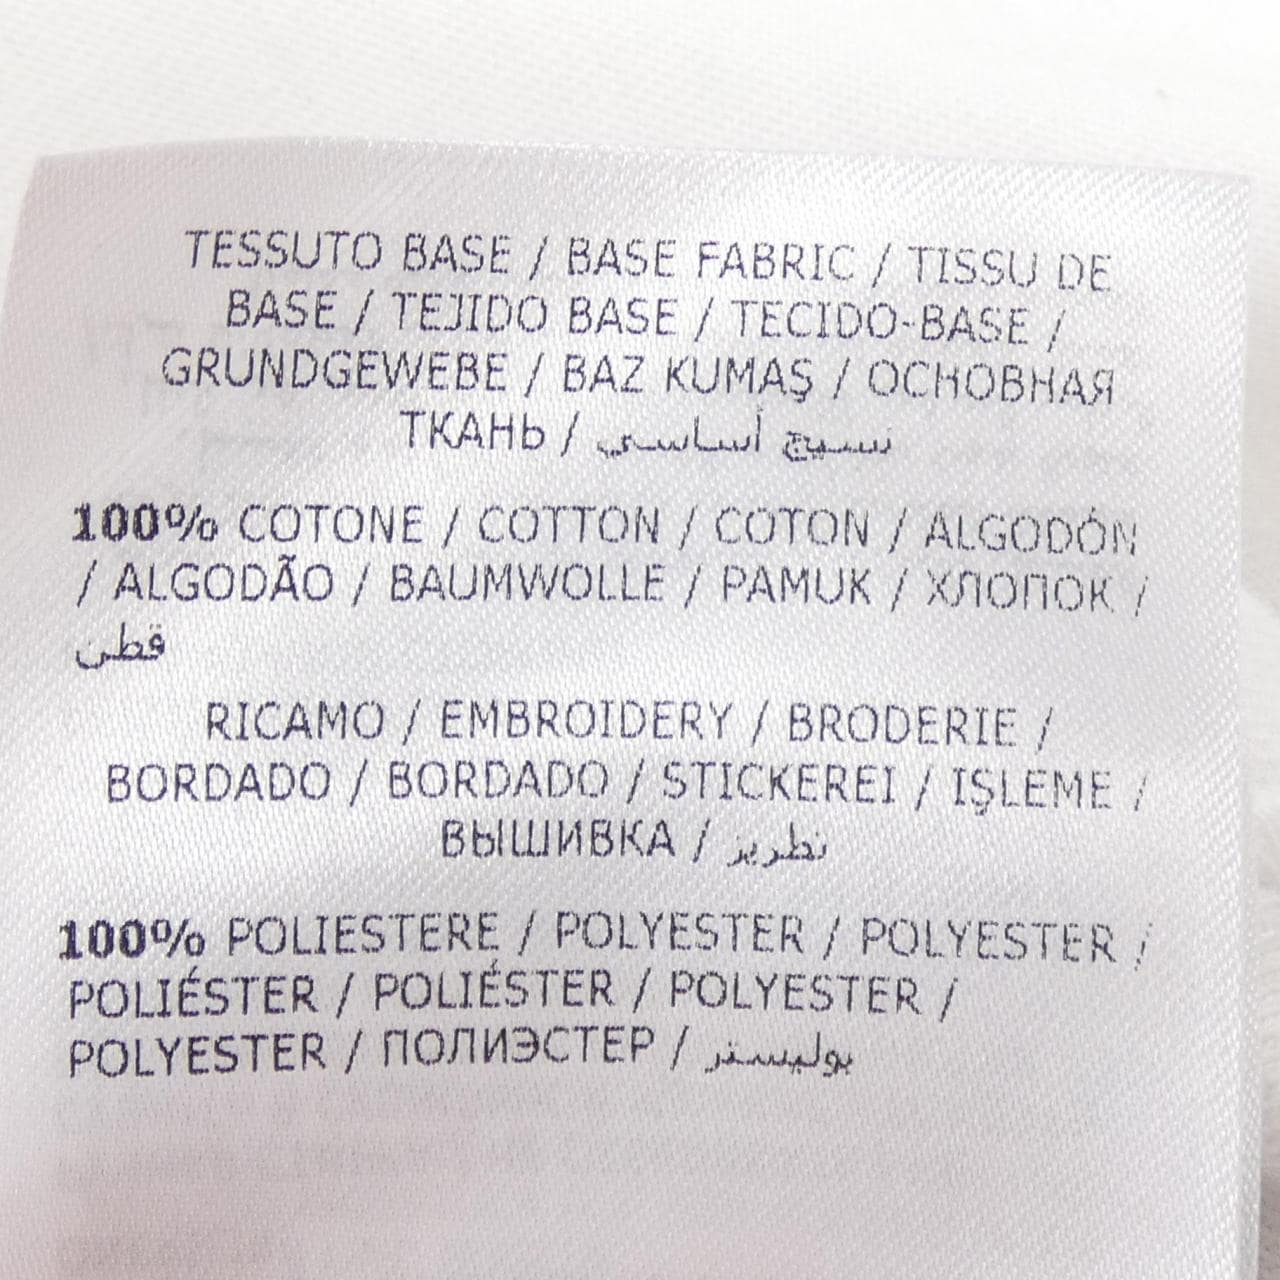 TESSUTO BASE / BASE FABRIC / TISSU DE
BASE / TEJIDO BASE / TECIDO-BASE /
GRUNDGEWEBE / BAZ KUMAŞ / ОСНОВНАЯ
ТКАНЬ / نسيج أساسي
100% COTONE / COTTON / COTON / ALGODÓN
/ ALGODÃO / BAUMWOLLE / PAMUK / ХЛОПОК /
قطن
RICAMO / EMBROIDERY / BRODERIE /
BORDADO / BORDADO / STICKEREI / IŞLEME /
ВЫШИВКА / تطريز
100% POLIESTERE / POLYESTER / POLYESTER /
POLIÉSTER / POLIÉSTER / POLYESTER /
POLYESTER / ПОЛИЭСТЕР / بوليستر